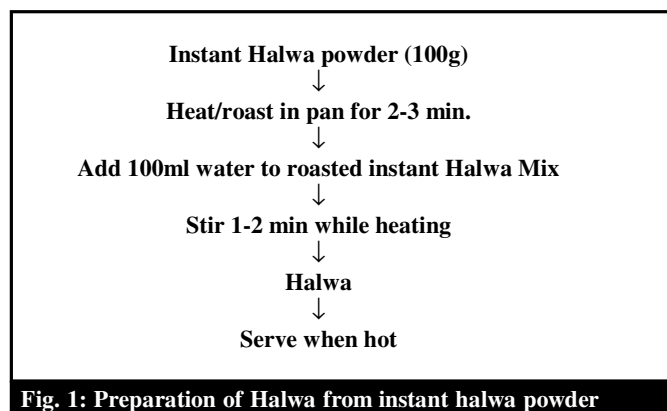 Instant Halwa powder (100g)
↓
Heat/roast in pan for 2-3 min.
↓
Add 100ml water to roasted instant Halwa Mix
↓
Stir 1-2 min while heating
↓
Halwa
↓
Serve when hot
Fig. 1: Preparation of Halwa from instant halwa powder